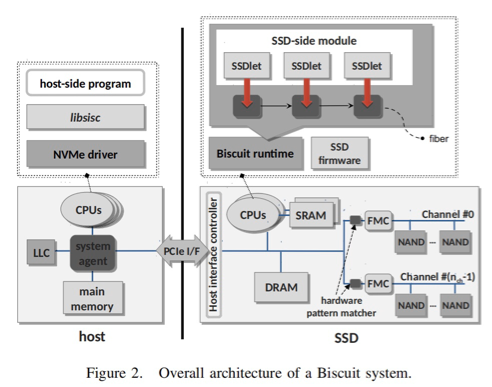 SSD-side module
SSDlet
SSDlet
SSDlet
fiber
Biscuit runtime
SSD
firmware
host-side program
libsisc
NVMe driver
CPUs
LLC
system
agent
main
memory
host
PCIe I/F
Host interface controller
CPUs
SRAM
DRAM
hardware
pattern matcher
FMC
Channel #0
NAND
NAND
FMC
Channel #(nch-1)
NAND
NAND
SSD
Figure 2. Overall architecture of a Biscuit system.